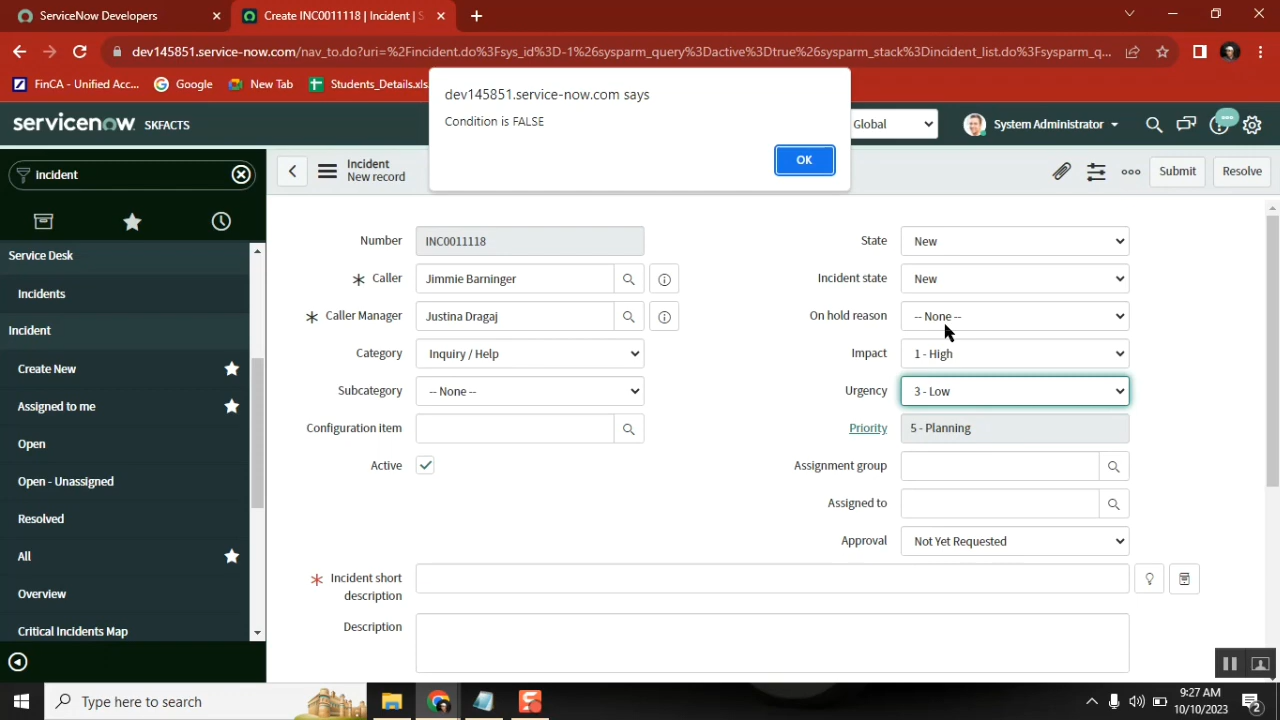 ServiceNow Developers
Create INC0011118 | Incident | S
dev145851.service-now.com/nav_to.do?uri=%2Fincident.do%3Fsys_id%3D-1%26sysparm_query%3Dactive%3Dtrue%26sysparm_stack%3Dincident_list.do%3Fsysparm_q...
FinCA - Unified Acc...
Google
New Tab
Students_Details.xls
dev145851.service-now.com says
Condition is FALSE
OK
servicenow SKFACTS
Global
System Administrator
incident
Incident
New record
Submit
Resolve
Service Desk
Incidents
Incident
Create New
Assigned to me
Open
Open - Unassigned
Resolved
All
Overview
Critical Incidents Map
Number INC0011118
Caller Jimmie Barninger
Caller Manager Justina Dragaj
Category Inquiry / Help
Subcategory -- None --
Configuration item
Active
State New
Incident state New
On hold reason -- None --
Impact 1 - High
Urgency 3 - Low
Priority 5 - Planning
Assignment group
Assigned to
Approval Not Yet Requested
Incident short
description
Description
Type here to search
9:27 AM
10/10/2023
2